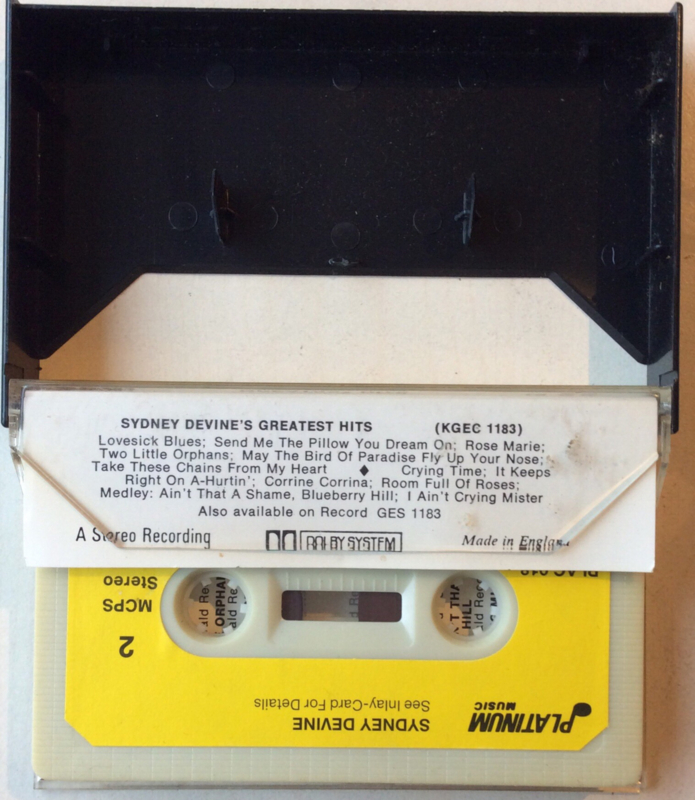 SYDNEY DEVINE'S GREATEST HITS (KGEC 1183)
Lovesick Blues; Send Me The Pillow You Dream On; Rose Marie;
Two Little Orphans; May The Bird Of Paradise Fly Up Your Nose;
Take These Chains From My Heart ♦ Crying Time; It Keeps
Right On A-Hurtin'; Corrine Corrina; Room Full Of Roses;
Medley: Ain't That A Shame, Blueberry Hill; I Ain't Crying Mister
Also available on Record GES 1183
A Stereo Recording DOLBY SYSTEM Made in England
Stereo
MCPS
2
ORPHA
HILL
PLATINUM
MUSIC
SYDNEY DEVINE
See Inlay-Card For Details